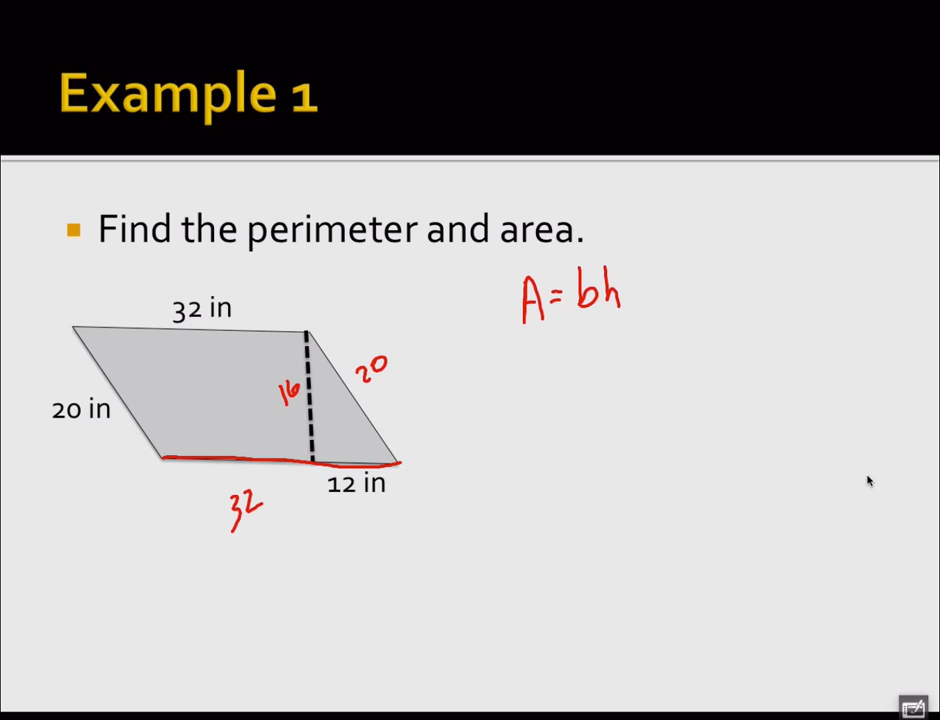 Example 1
Find the perimeter and area.
A = bh
32 in
20
16
20 in
12 in
32